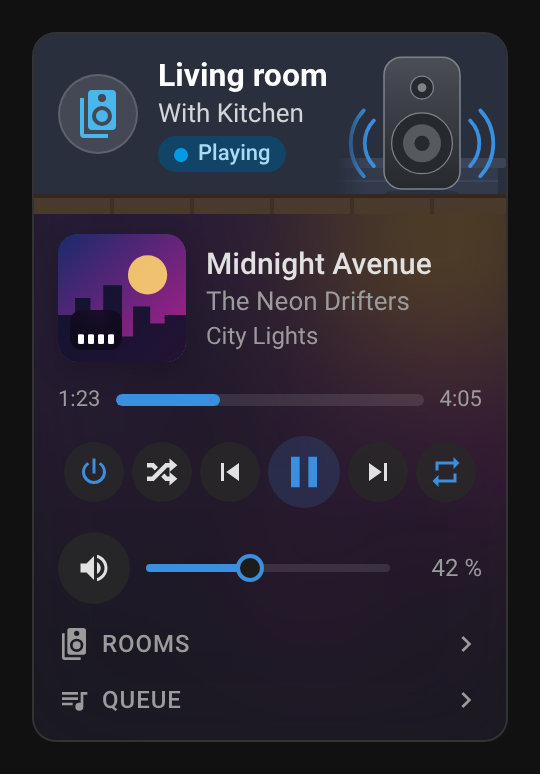 Living room
With Kitchen
Playing
Midnight Avenue
The Neon Drifters
City Lights
1:23 4:05
42 %
ROOMS
QUEUE